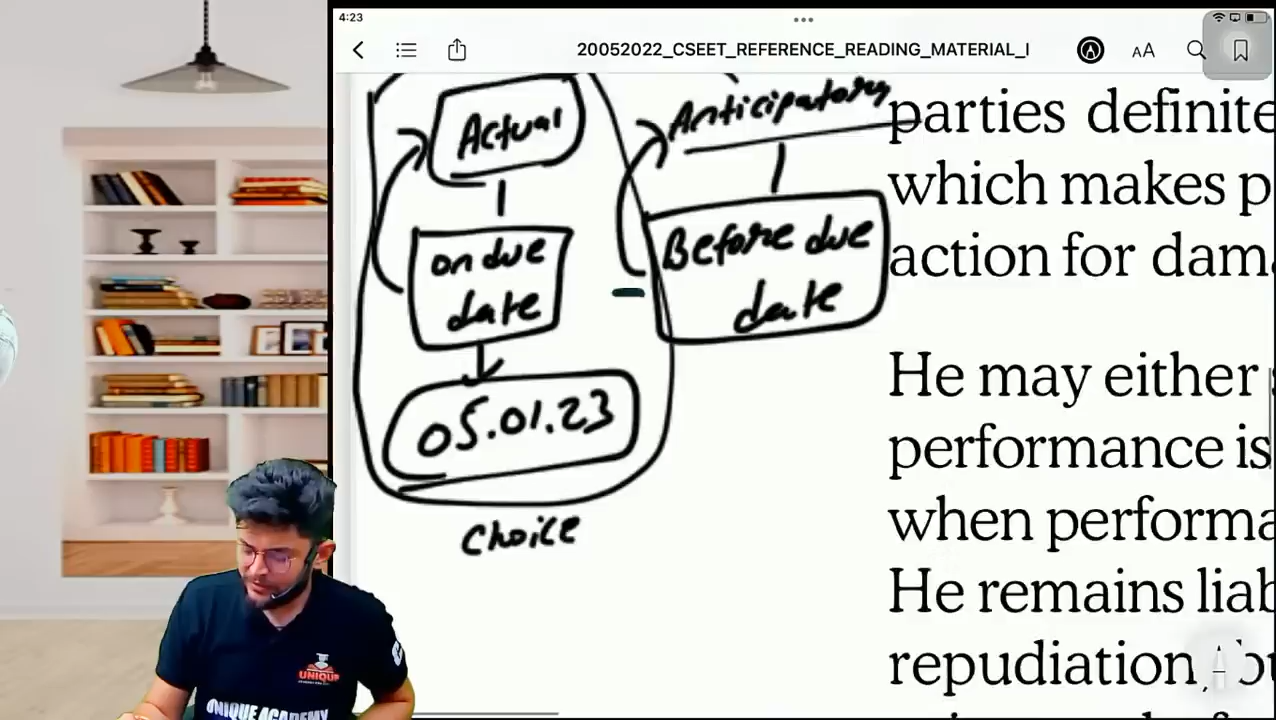 4:23
20052022_CSEET_REFERENCE_READING_MATERIAL_I
AA
Actual
on due
date
05.01.23
Choice
Anticipatory
Before due
date
parties definite
which makes p
action for dam
He may either
performance is
when performa
He remains liab
repudiation,
UNIQUE
UNIQUE ACADEMY